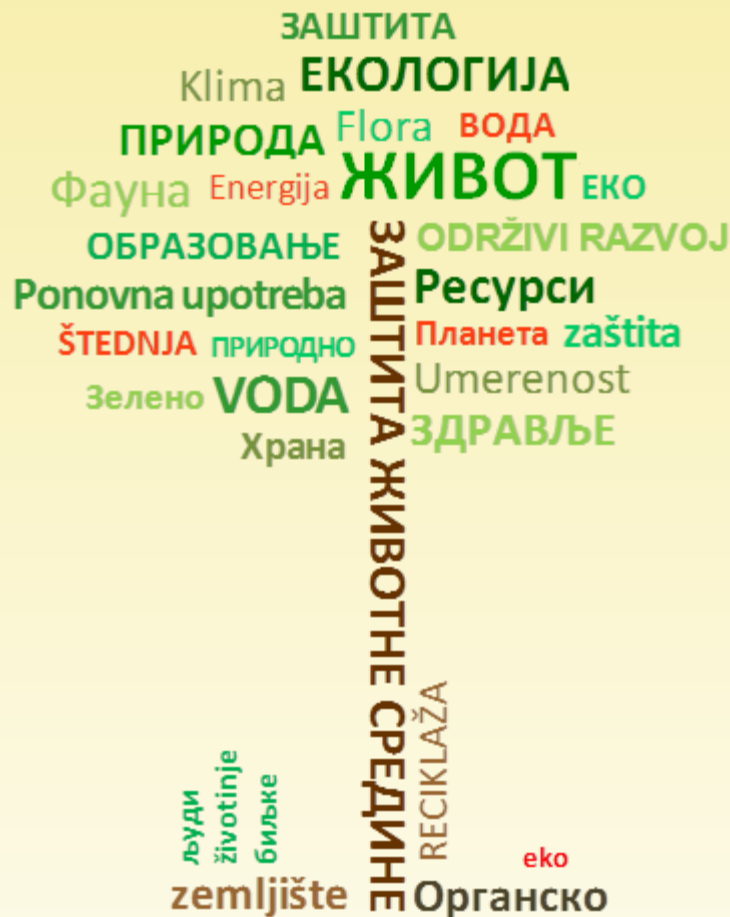 ЗАШТИТА
Klima ЕКОЛОГИЈА
ПРИРОДА Flora ВОДА
Фауна Energija ЖИВОТ ЕКО
ОБРАЗОВАЊЕ ODRŽIVI RAZVOJ
Ponovna upotreba Ресурси
ŠTEDNJA ПРИРОДНО Планета zaštita
Зелено VODA Umerenost
Храна ЗДРАВЉЕ
ЗАШТИТА ЖИВОТНЕ СРЕДИНЕ
RECIKLAŽA
људи
životinje
биљке
eko
zemljište Органско